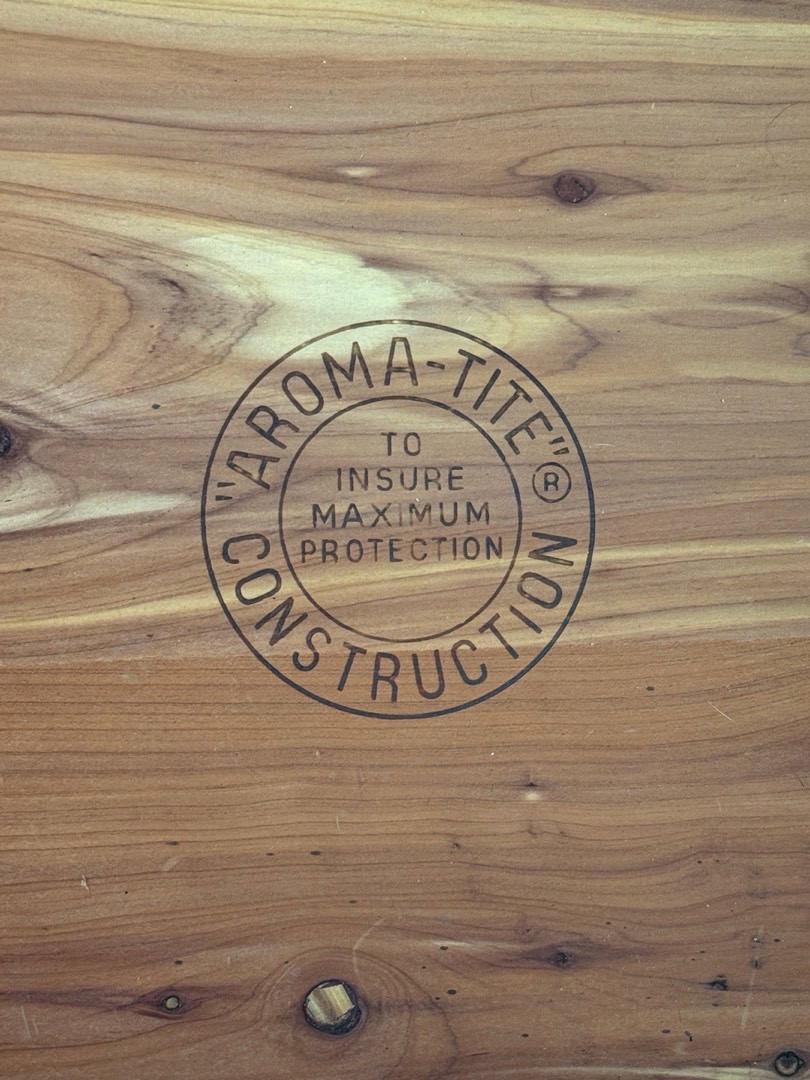 "AROMA-TITE"®
TO
INSURE
MAXIMUM
PROTECTION
CONSTRUCTION